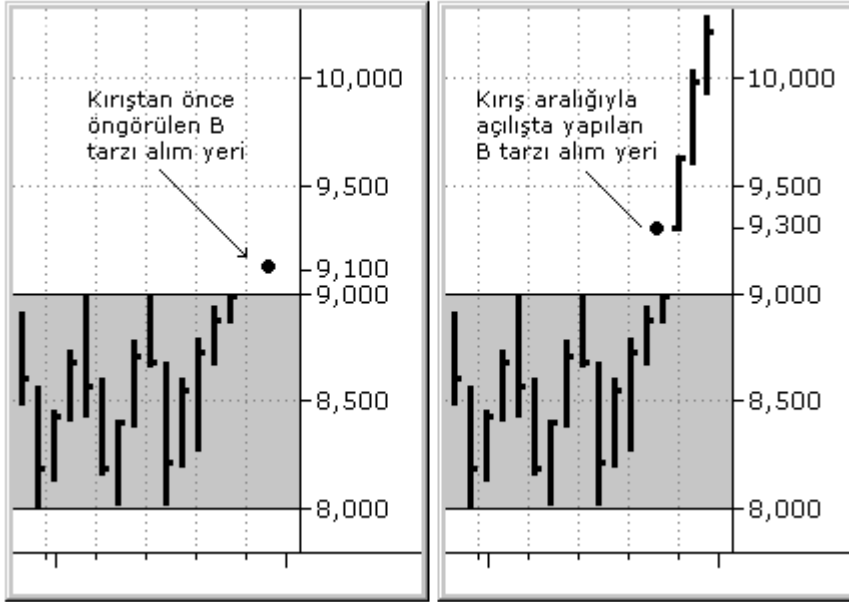 10,000
Kırıştan önce
öngörülen B
tarzı alım yeri
9,500
9,100
9,000
8,500
8,000
10,000
Kırış aralığıyla
açılışta yapılan
B tarzı alım yeri
9,500
9,300
9,000
8,500
8,000